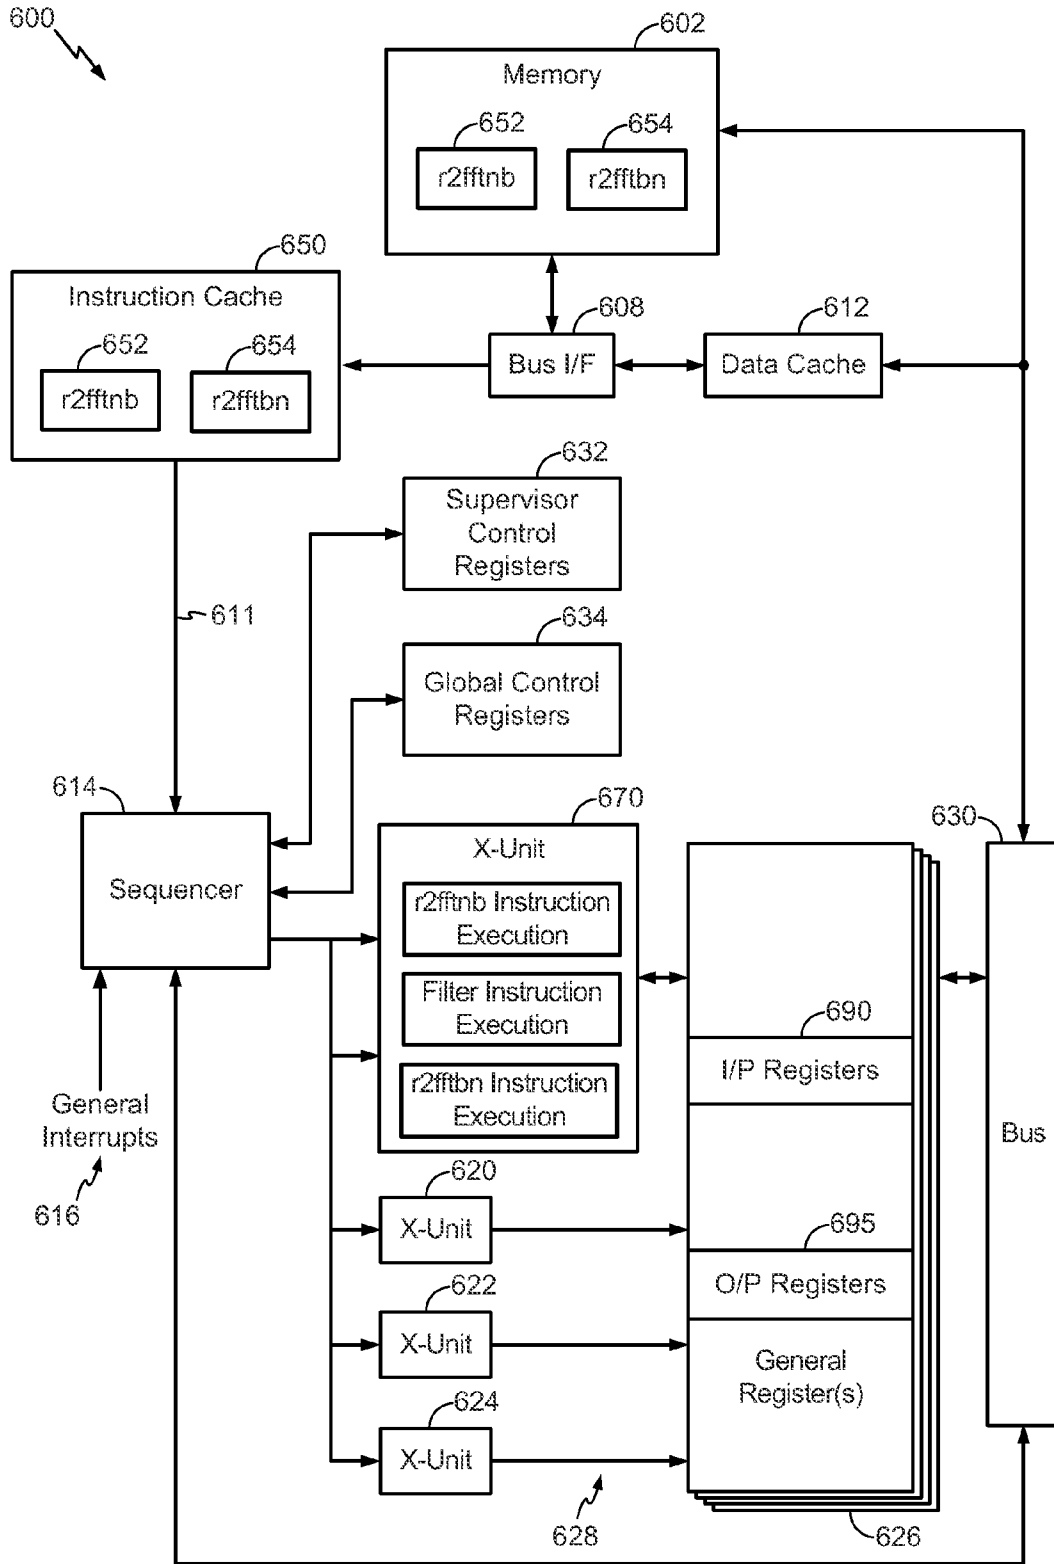 600
602
Memory
652
654
r2fftnb
r2fftbn
650
Instruction Cache
652
654
r2fftnb
r2fftbn
608
Bus I/F
612
Data Cache
632
Supervisor
Control
Registers
611
634
Global Control
Registers
614
Sequencer
670
X-Unit
r2fftnb Instruction
Execution
Filter Instruction
Execution
r2fftbn Instruction
Execution
630
Bus
690
I/P Registers
General
Interrupts
616
620
X-Unit
695
O/P Registers
622
X-Unit
General
Register(s)
624
X-Unit
628
626